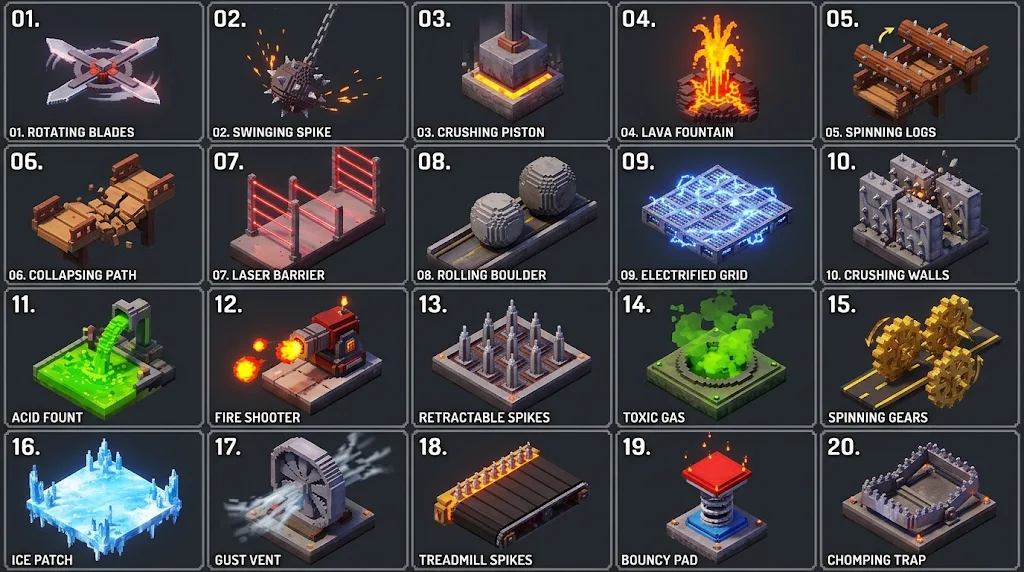 01.
01. ROTATING BLADES
02.
02. SWINGING SPIKE
03.
03. CRUSHING PISTON
04.
04. LAVA FOUNTAIN
05.
05. SPINNING LOGS
06.
06. COLLAPSING PATH
07.
07. LASER BARRIER
08.
08. ROLLING BOULDER
09.
09. ELECTRIFIED GRID
10.
10. CRUSHING WALLS
11.
ACID FOUNT
12.
FIRE SHOOTER
13.
RETRACTABLE SPIKES
14.
TOXIC GAS
15.
SPINNING GEARS
16.
ICE PATCH
17.
GUST VENT
18.
TREADMILL SPIKES
19.
BOUNCY PAD
20.
CHOMPING TRAP